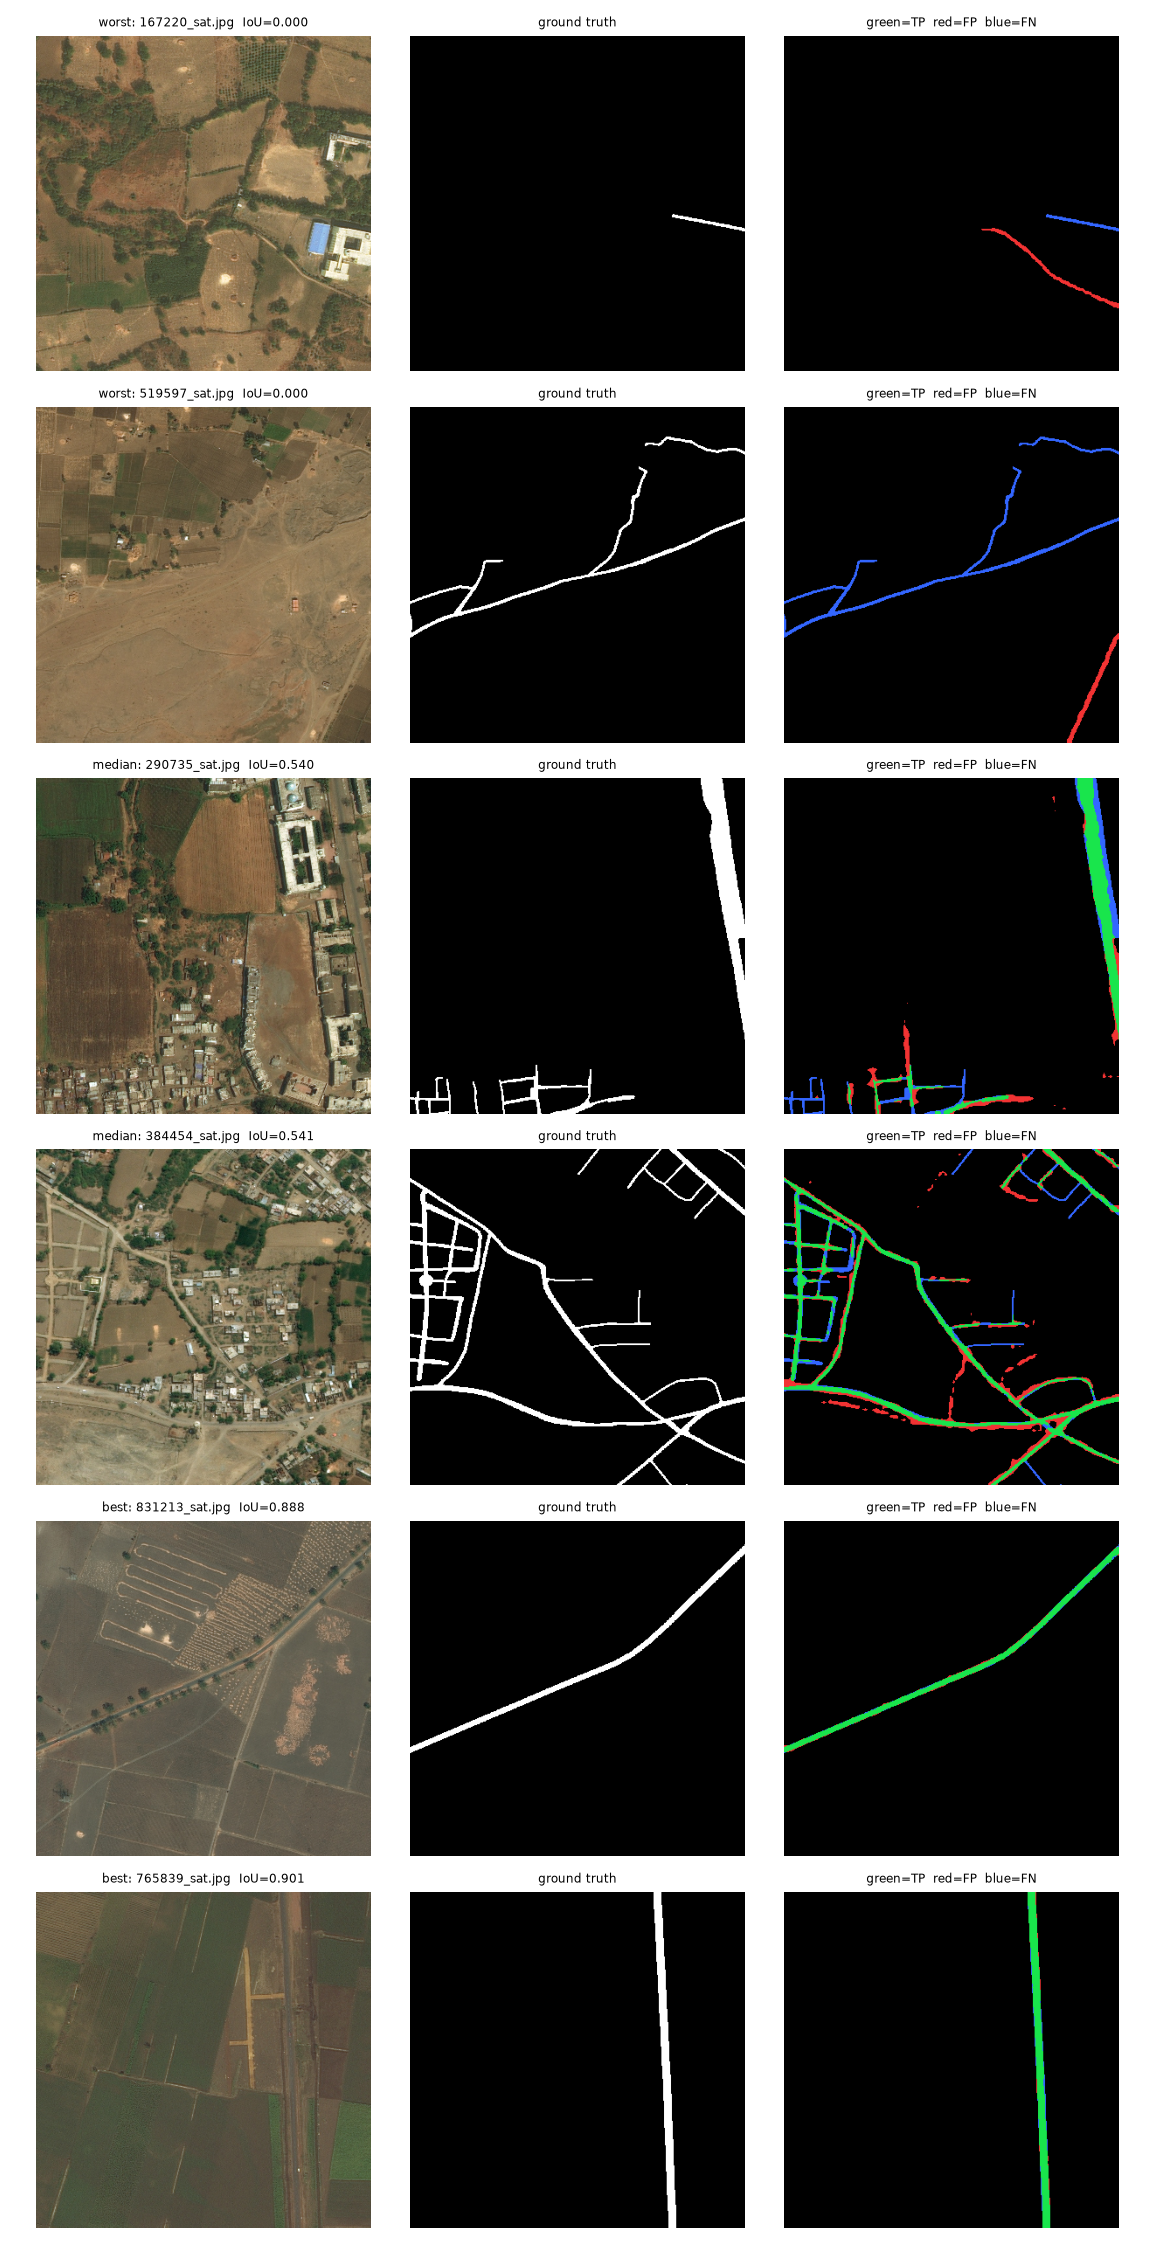 worst: 167220_sat.jpg IoU=0.000
ground truth
green=TP red=FP blue=FN
worst: 519597_sat.jpg IoU=0.000
ground truth
green=TP red=FP blue=FN
median: 290735_sat.jpg IoU=0.540
ground truth
green=TP red=FP blue=FN
median: 384454_sat.jpg IoU=0.541
ground truth
green=TP red=FP blue=FN
best: 831213_sat.jpg IoU=0.888
ground truth
green=TP red=FP blue=FN
best: 765839_sat.jpg IoU=0.901
ground truth
green=TP red=FP blue=FN